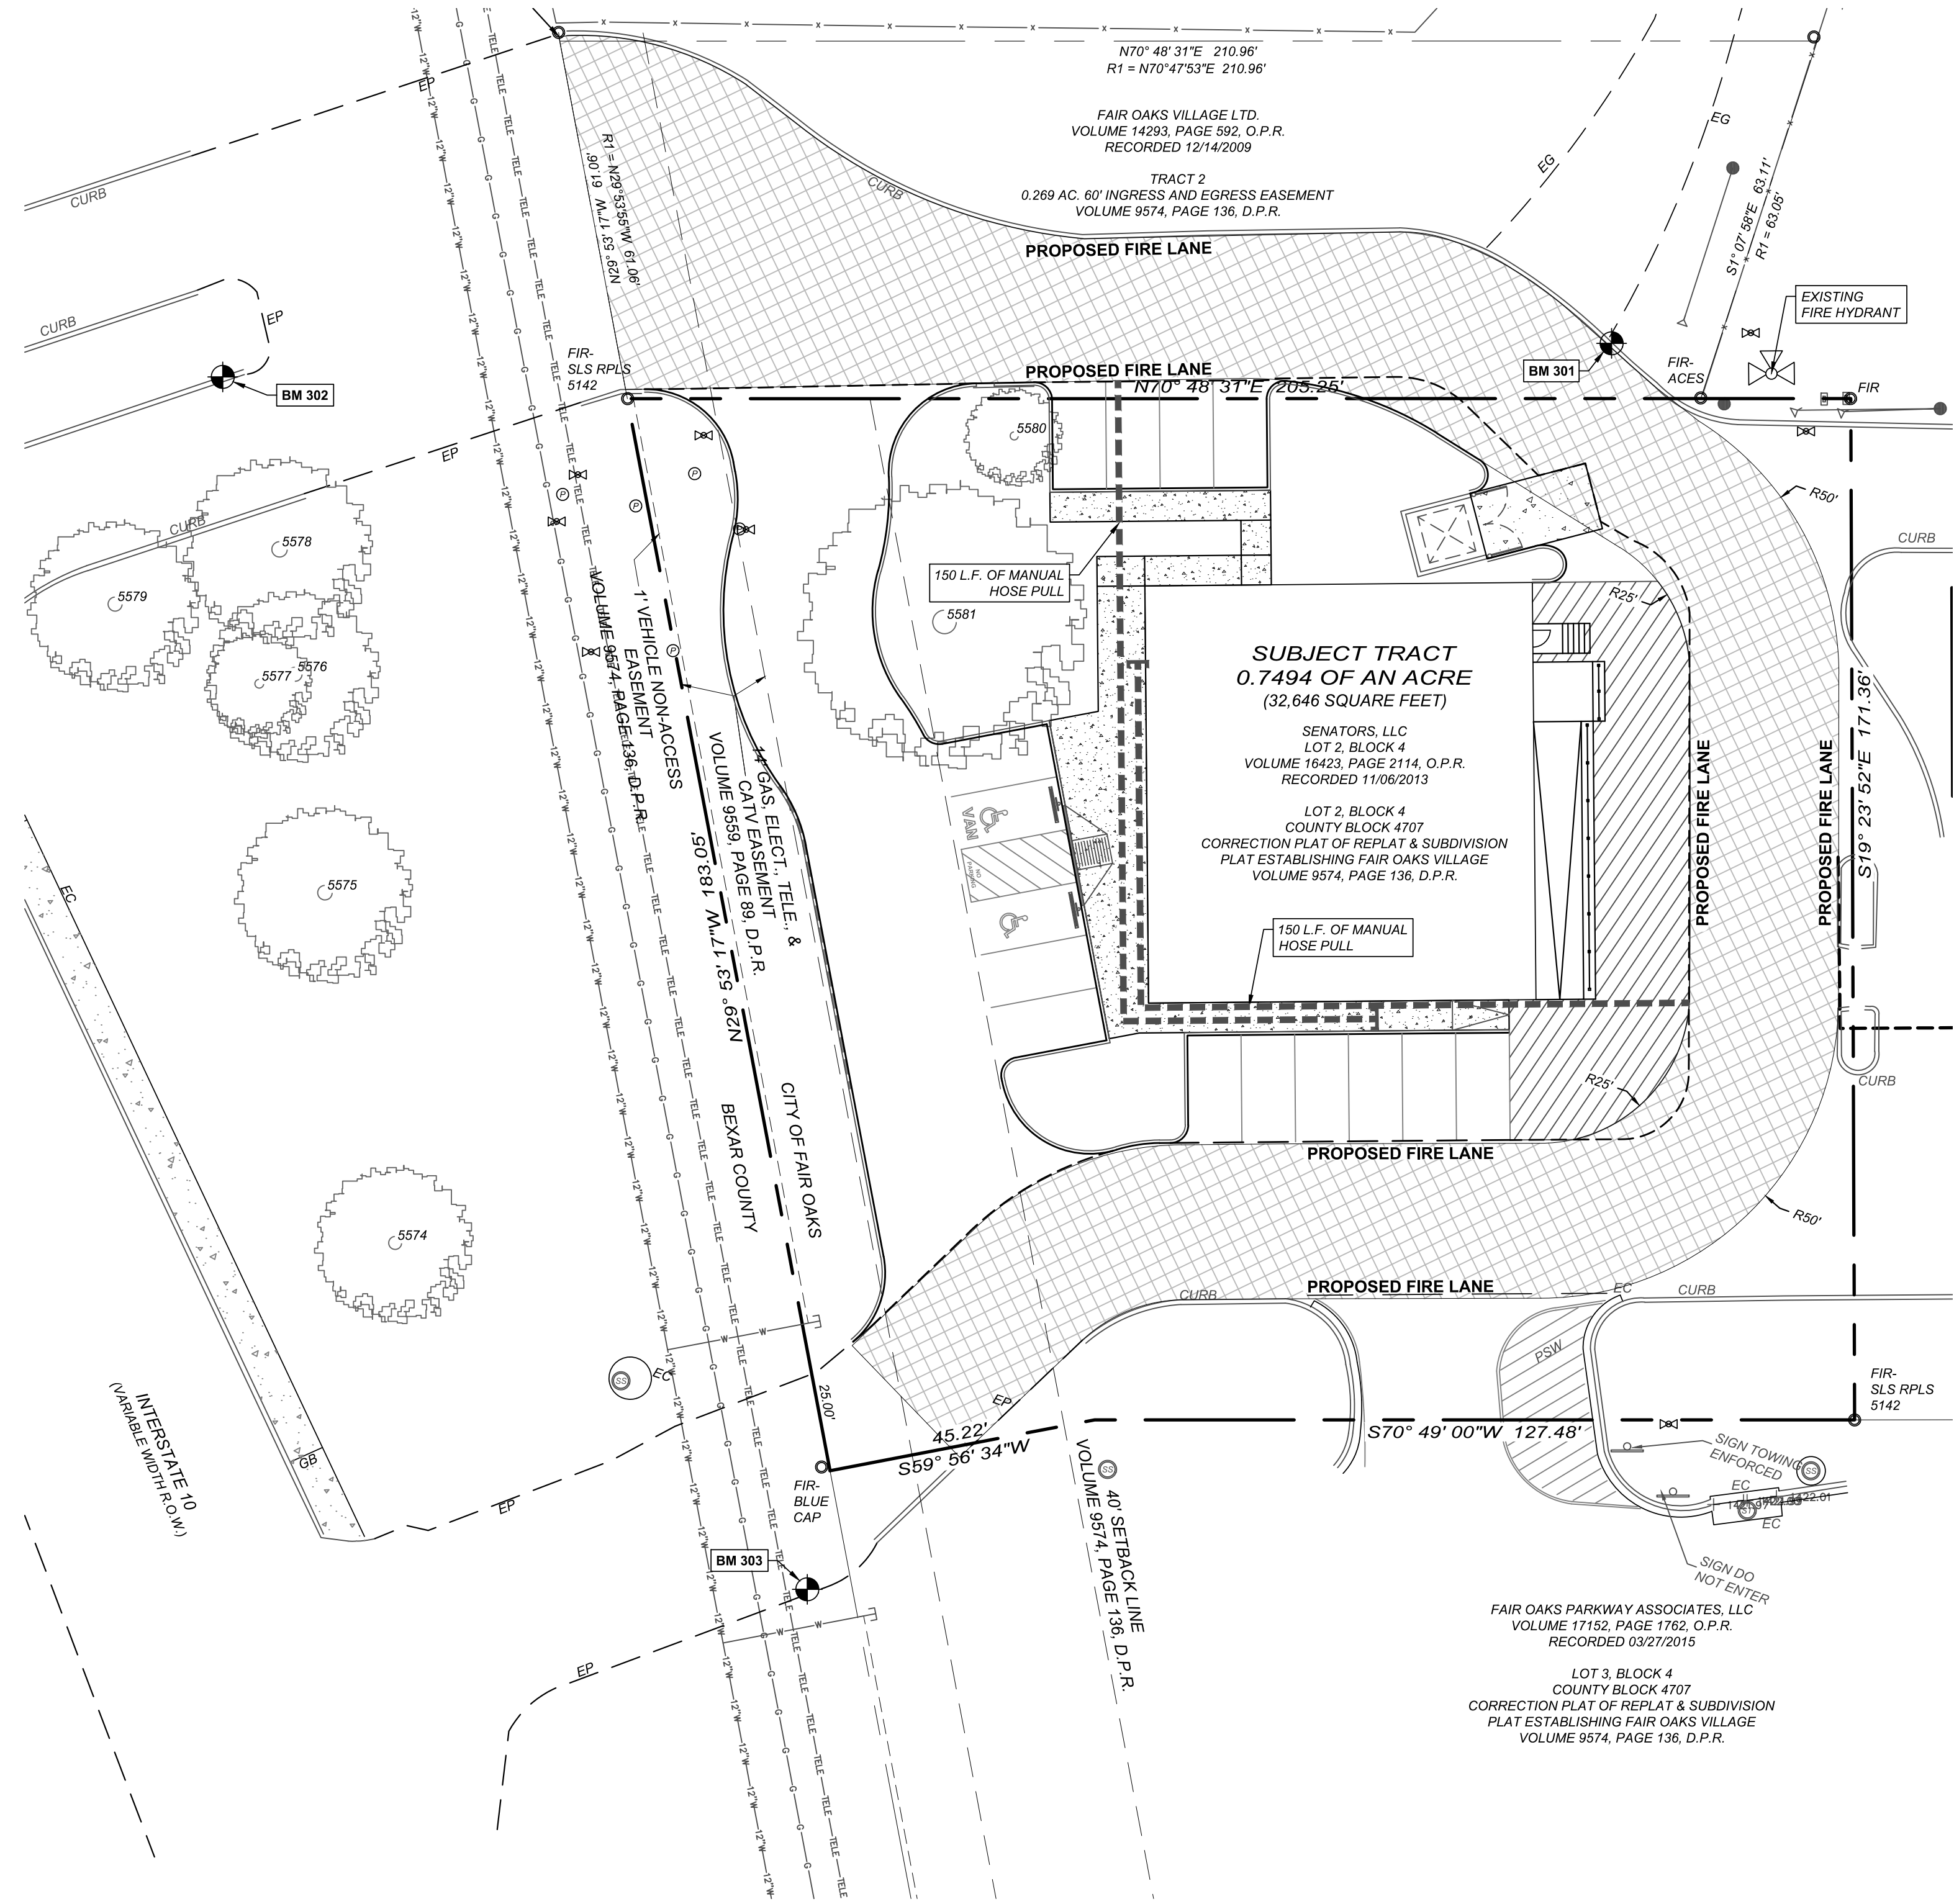 N70° 48' 31"E 210.96'
R1 = N70°47'53"E 210.96'
FAIR OAKS VILLAGE LTD.
VOLUME 14293, PAGE 592, O.P.R.
RECORDED 12/14/2009
TRACT 2
0.269 AC. 60' INGRESS AND EGRESS EASEMENT
VOLUME 9574, PAGE 136, D.P.R.
PROPOSED FIRE LANE
CURB
R1 = N29°53'55"W 61.06'
N29° 53' 17"W 61.06'
EP
CURB
CURB
EP
BM 302
EG
EG
S1° 07' 58"E 63.11'
R1 = 63.05'
EXISTING
FIRE HYDRANT
BM 301
FIR-
ACES
FIR
FIR-
SLS RPLS
5142
PROPOSED FIRE LANE
N70° 48' 31"E 205.25'
EP
CURB
5578
5579
5576
5577
5575
5574
5580
5581
P
P
P
P
150 L.F. OF MANUAL
HOSE PULL
R50'
R25'
CURB
1' VEHICLE NON-ACCESS
EASEMENT
VOLUME 9574, PAGE 136, D.P.R.
14' GAS, ELECT., TELE., &
CATV EASEMENT
VOLUME 9559, PAGE 89, D.P.R.
N29° 53' 17"W 183.05'
SUBJECT TRACT
0.7494 OF AN ACRE
(32,646 SQUARE FEET)
SENATORS, LLC
LOT 2, BLOCK 4
VOLUME 16423, PAGE 2114, O.P.R.
RECORDED 11/06/2013
LOT 2, BLOCK 4
COUNTY BLOCK 4707
CORRECTION PLAT OF REPLAT & SUBDIVISION
PLAT ESTABLISHING FAIR OAKS VILLAGE
VOLUME 9574, PAGE 136, D.P.R.
150 L.F. OF MANUAL
HOSE PULL
VAN
NO
PARKING
PROPOSED FIRE LANE
PROPOSED FIRE LANE
S19° 23' 52"E 171.36'
CURB
R25'
R50'
PROPOSED FIRE LANE
PROPOSED FIRE LANE
CITY OF FAIR OAKS
BEXAR COUNTY
EC
GB
INTERSTATE 10
(VARIABLE WIDTH R.O.W.)
12"W
G
TELE
W
W
SS
EC
25.00'
CURB
EC
CURB
PSW
EP
45.22'
S59° 56' 34"W
S70° 49' 00"W 127.48'
FIR-
SLS RPLS
5142
FIR-
BLUE
CAP
EP
BM 303
W
W
EP
SS
40' SETBACK LINE
VOLUME 9574, PAGE 136, D.P.R.
SIGN TOWING
ENFORCED
SS
EC
ST
EC
SIGN DO
NOT ENTER
FAIR OAKS PARKWAY ASSOCIATES, LLC
VOLUME 17152, PAGE 1762, O.P.R.
RECORDED 03/27/2015
LOT 3, BLOCK 4
COUNTY BLOCK 4707
CORRECTION PLAT OF REPLAT & SUBDIVISION
PLAT ESTABLISHING FAIR OAKS VILLAGE
VOLUME 9574, PAGE 136, D.P.R.